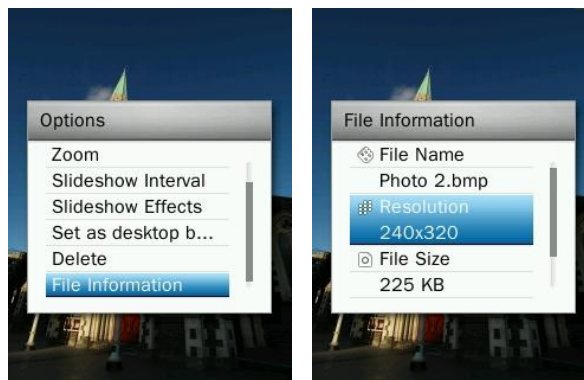 Options
Zoom
Slideshow Interval
Slideshow Effects
Set as desktop b...
Delete
File Information
File Information
File Name
Photo 2.bmp
Resolution
240x320
File Size
225 KB